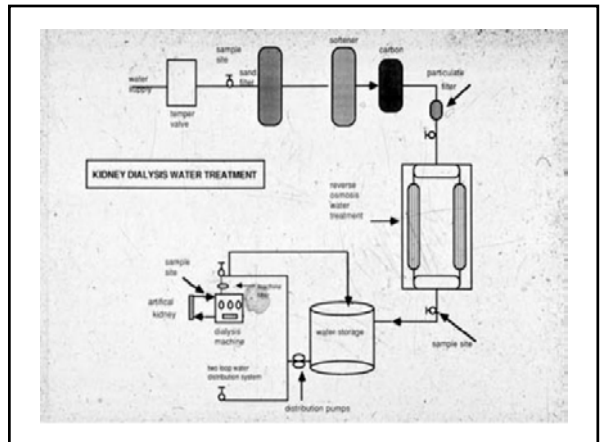 sample
site
softener
carbon
water
supply
sand
filter
particulate
filter
temper
valve
KIDNEY DIALYSIS WATER TREATMENT
reverse
osmosis
water
treatment
sample
site
machine
artifical
kidney
dialysis
machine
water storage
sample site
two loop water
distribution system
distribution pumps